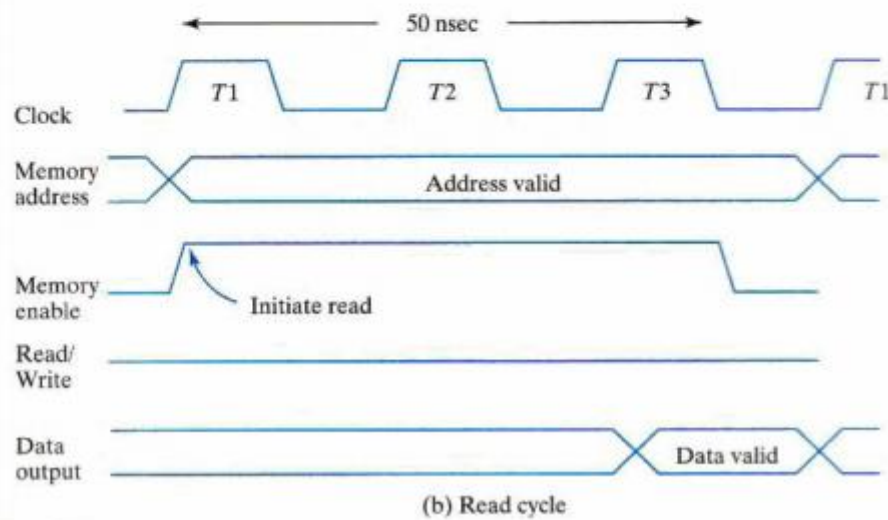 50 nsec
T1 T2 T3 T1
Clock
Memory
address
Address valid
Memory
enable
Initiate read
Read/
Write
Data
output
Data valid
(b) Read cycle